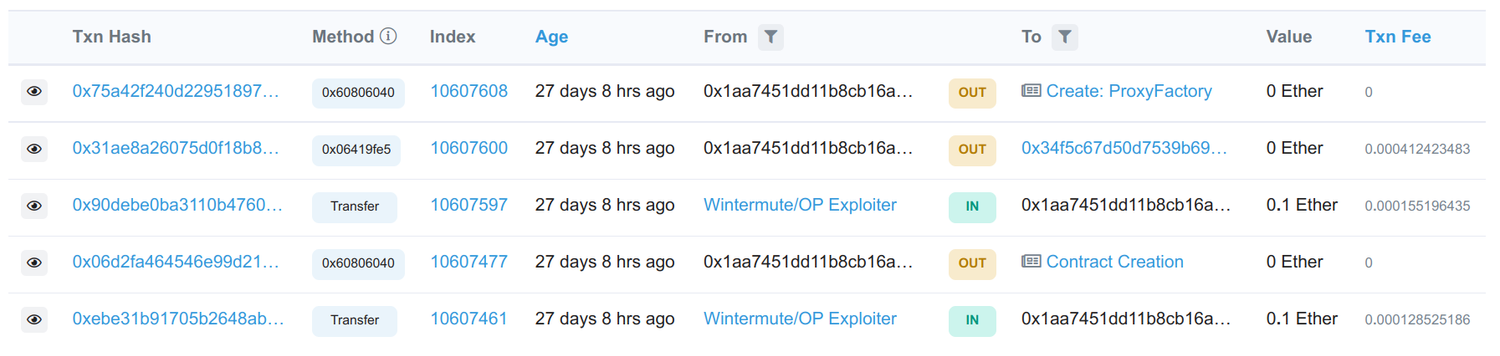 Txn Hash Method Index Age From To Value Txn Fee
0x75a42f240d22951897... 0x60806040 10607608 27 days 8 hrs ago 0x1aa7451dd11b8cb16a... OUT Create: ProxyFactory 0 Ether 0
0x31ae8a26075d0f18b8... 0x06419fe5 10607600 27 days 8 hrs ago 0x1aa7451dd11b8cb16a... OUT 0x34f5c67d50d7539b69... 0 Ether 0.000412423483
0x90debe0ba3110b4760... Transfer 10607597 27 days 8 hrs ago Wintermute/OP Exploiter IN 0x1aa7451dd11b8cb16a... 0.1 Ether 0.000155196435
0x06d2fa464546e99d21... 0x60806040 10607477 27 days 8 hrs ago 0x1aa7451dd11b8cb16a... OUT Contract Creation 0 Ether 0
0xebe31b91705b2648ab... Transfer 10607461 27 days 8 hrs ago Wintermute/OP Exploiter IN 0x1aa7451dd11b8cb16a... 0.1 Ether 0.000128525186